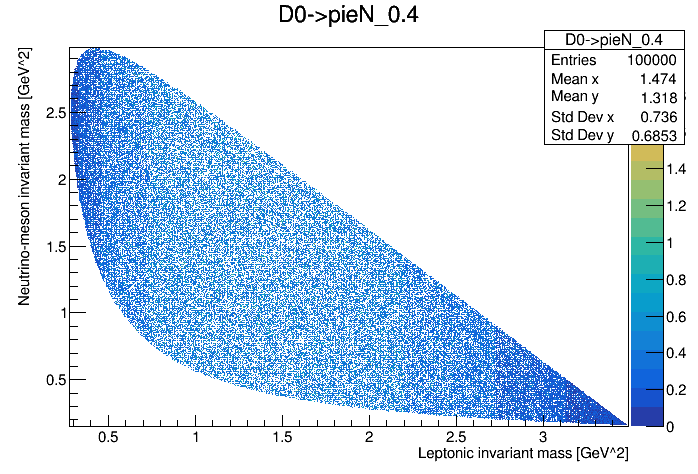 D0->pieN_0.4
D0->pieN_0.4
Entries 100000
Mean x 1.474
Mean y 1.318
Std Dev x 0.736
Std Dev y 0.6853
Neutrino-meson invariant mass [GeV^2]
2.5
2
1.5
1
0.5
1.4
1.2
1
0.8
0.6
0.4
0.2
0
0.5 1 1.5 2 2.5 3
Leptonic invariant mass [GeV^2]